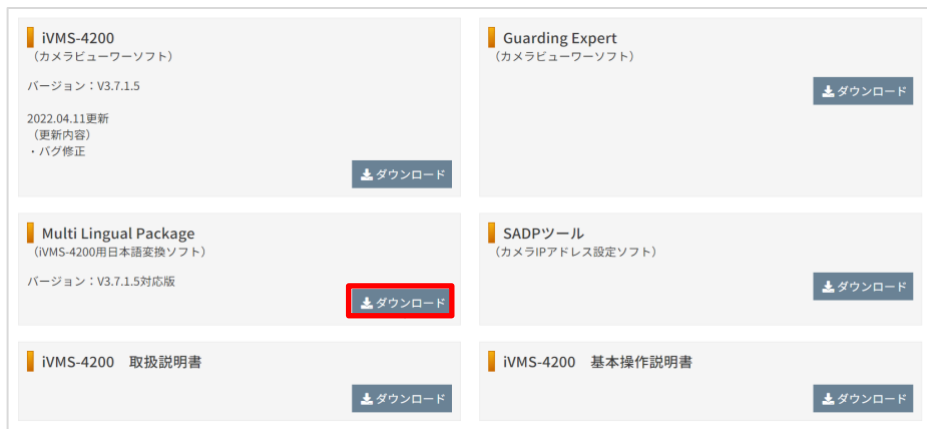 iVMS-4200
（カメラビューワーソフト）
バージョン：V3.7.1.5
2022.04.11更新
（更新内容）
・バグ修正
ダウンロード
Guarding Expert
（カメラビューワーソフト）
ダウンロード
Multi Lingual Package
（iVMS-4200用日本語変換ソフト）
バージョン：V3.7.1.5対応版
ダウンロード
SADPツール
（カメラIPアドレス設定ソフト）
ダウンロード
iVMS-4200　取扱説明書
ダウンロード
iVMS-4200　基本操作説明書
ダウンロード